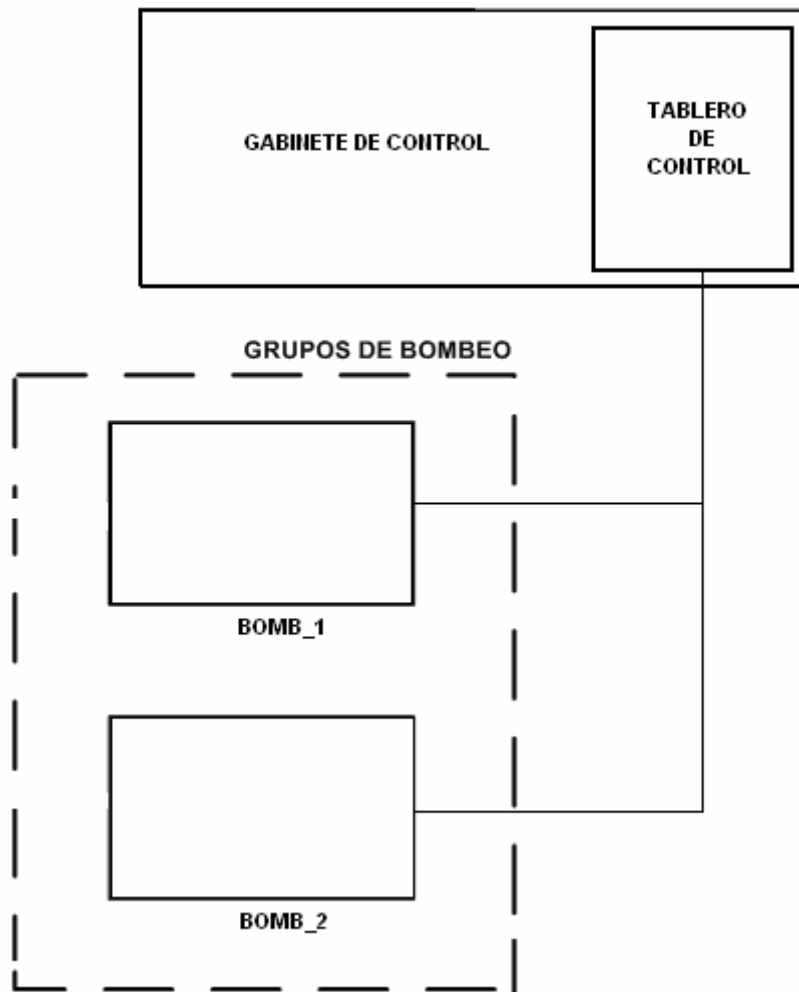 GABINETE DE CONTROL
TABLERO
DE
CONTROL
GRUPOS DE BOMBEO
BOMB_1
BOMB_2